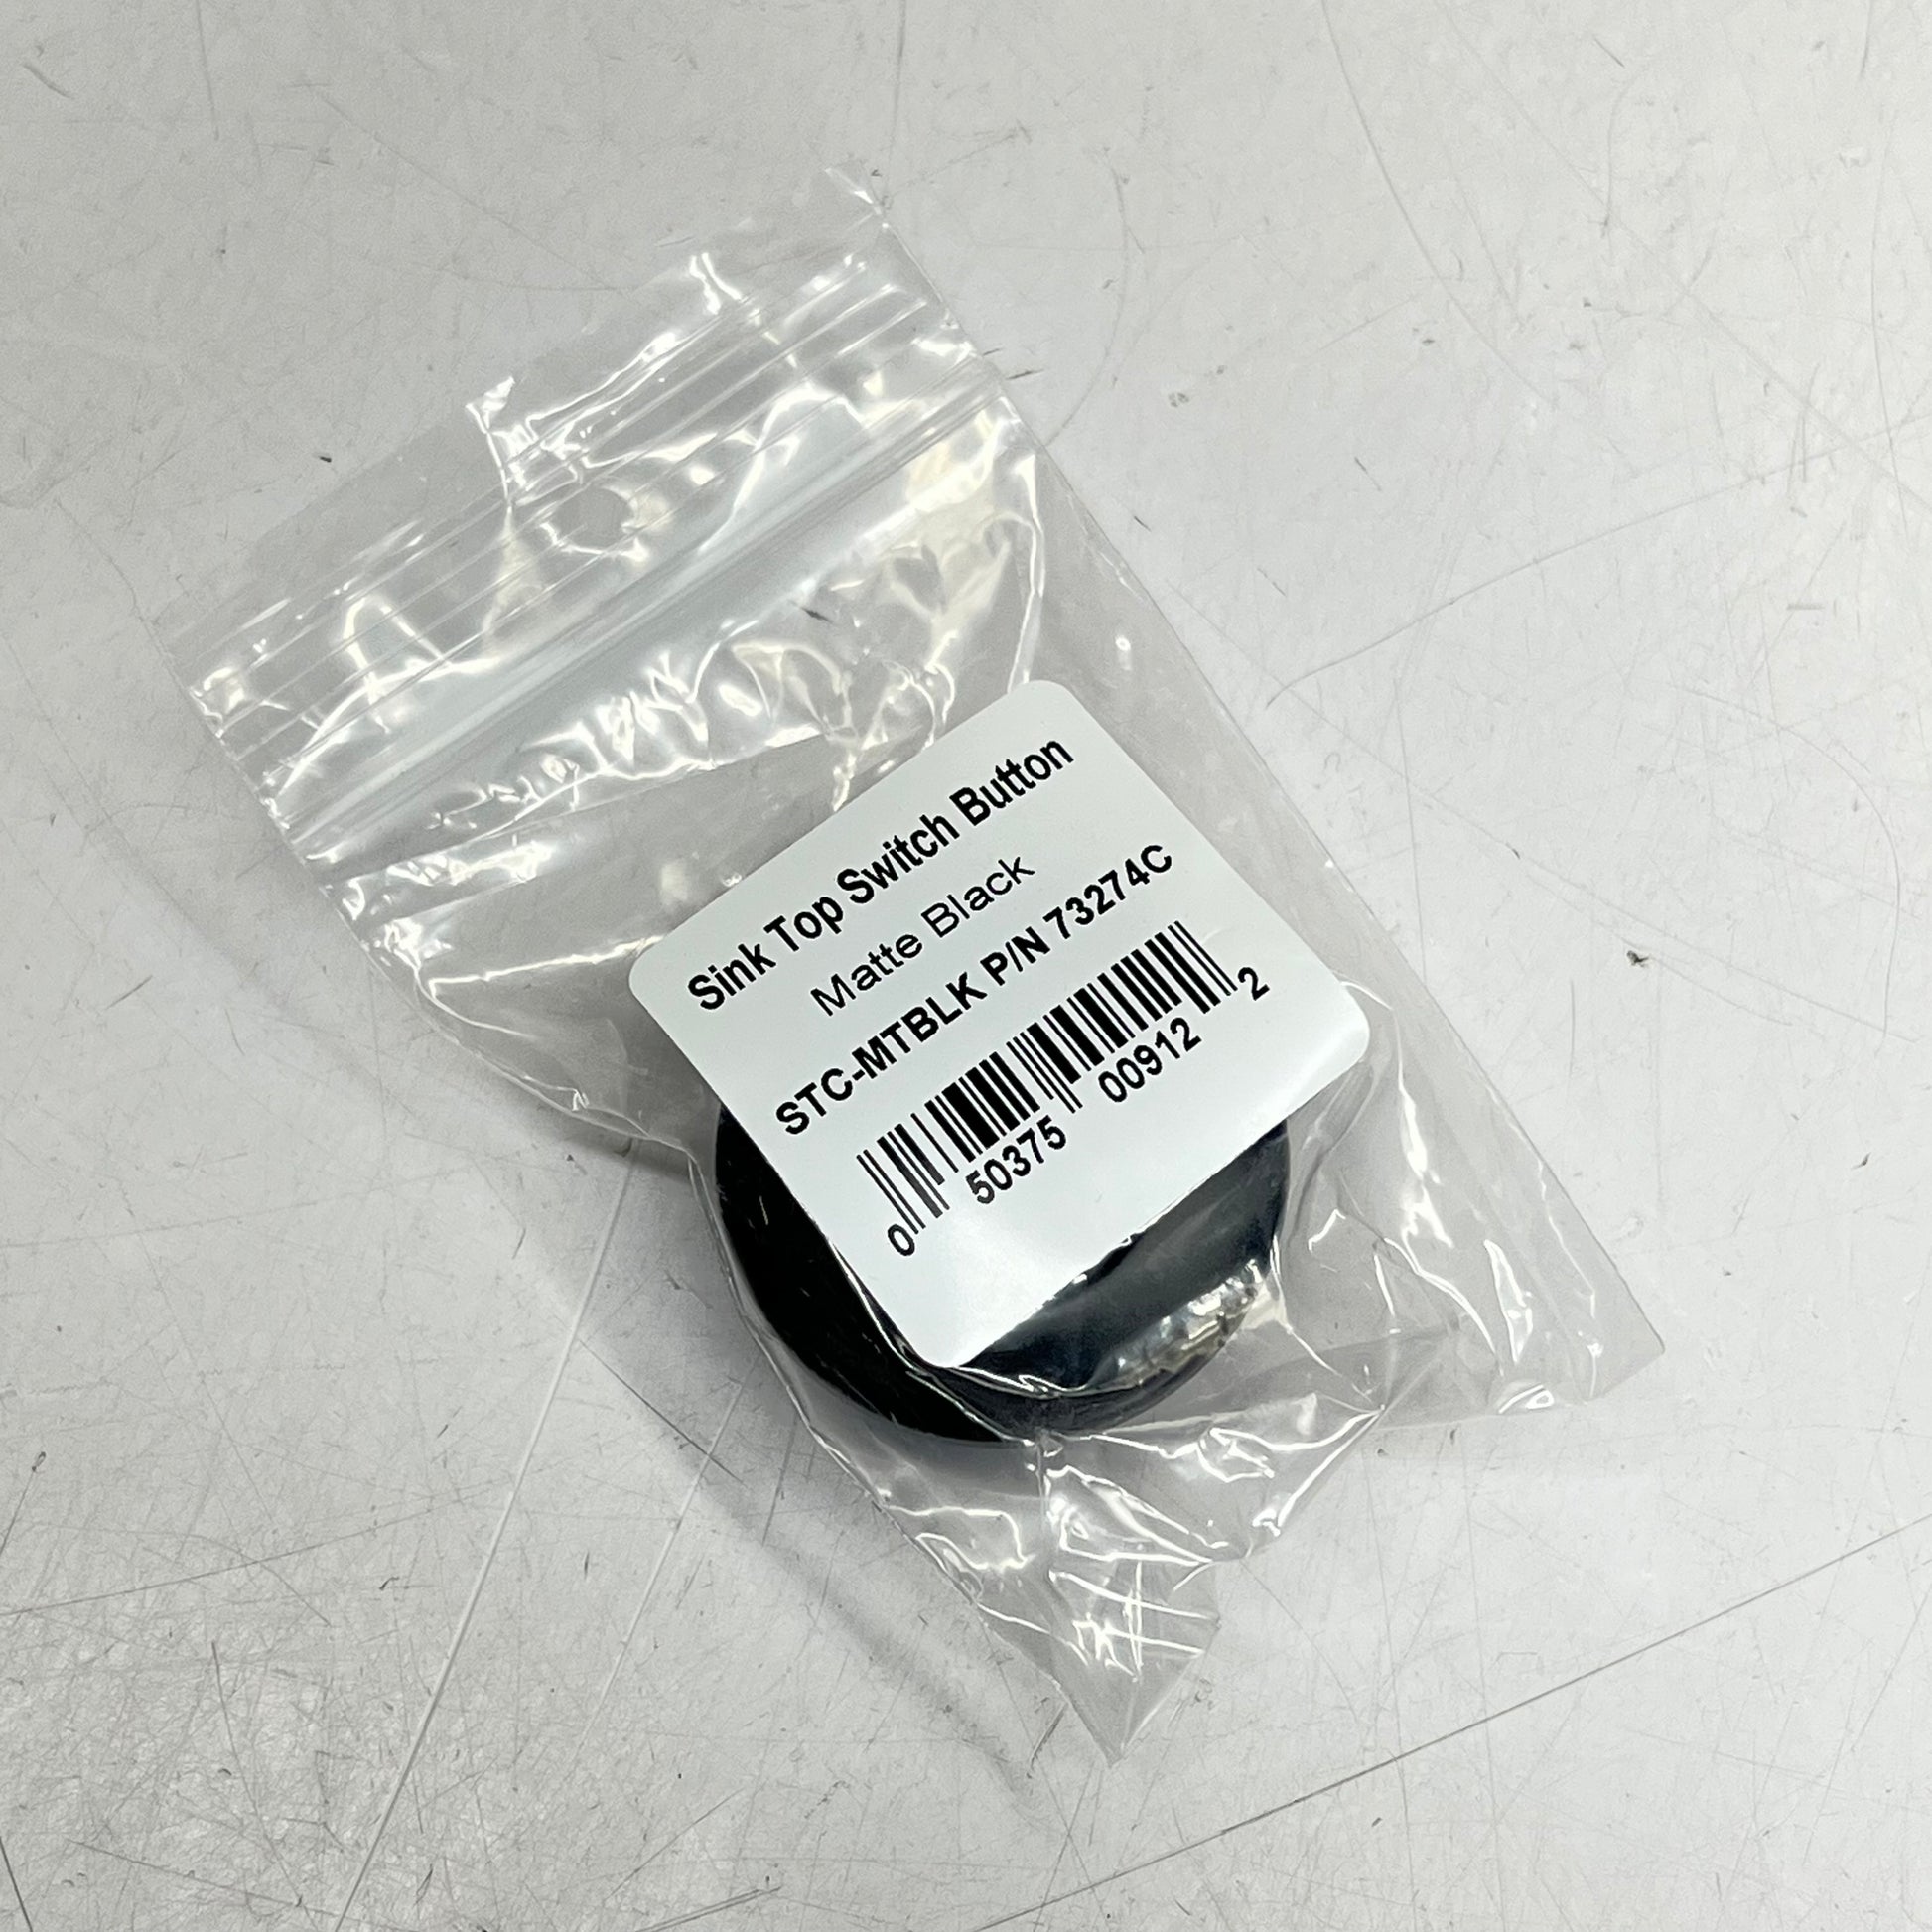 Sink Top Switch Button
Matte Black
STC-MTBLK P/N 73274C
0 50375 00912 2